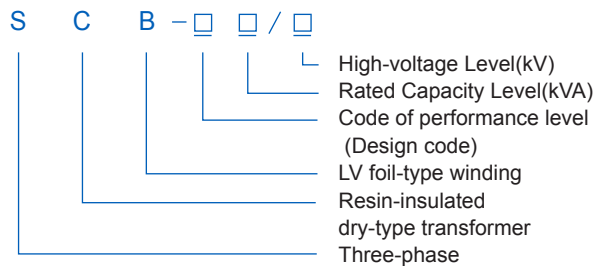 S C B -□ □/□
High-voltage Level(kV)
Rated Capacity Level(kVA)
Code of performance level
(Design code)
LV foil-type winding
Resin-insulated
dry-type transformer
Three-phase